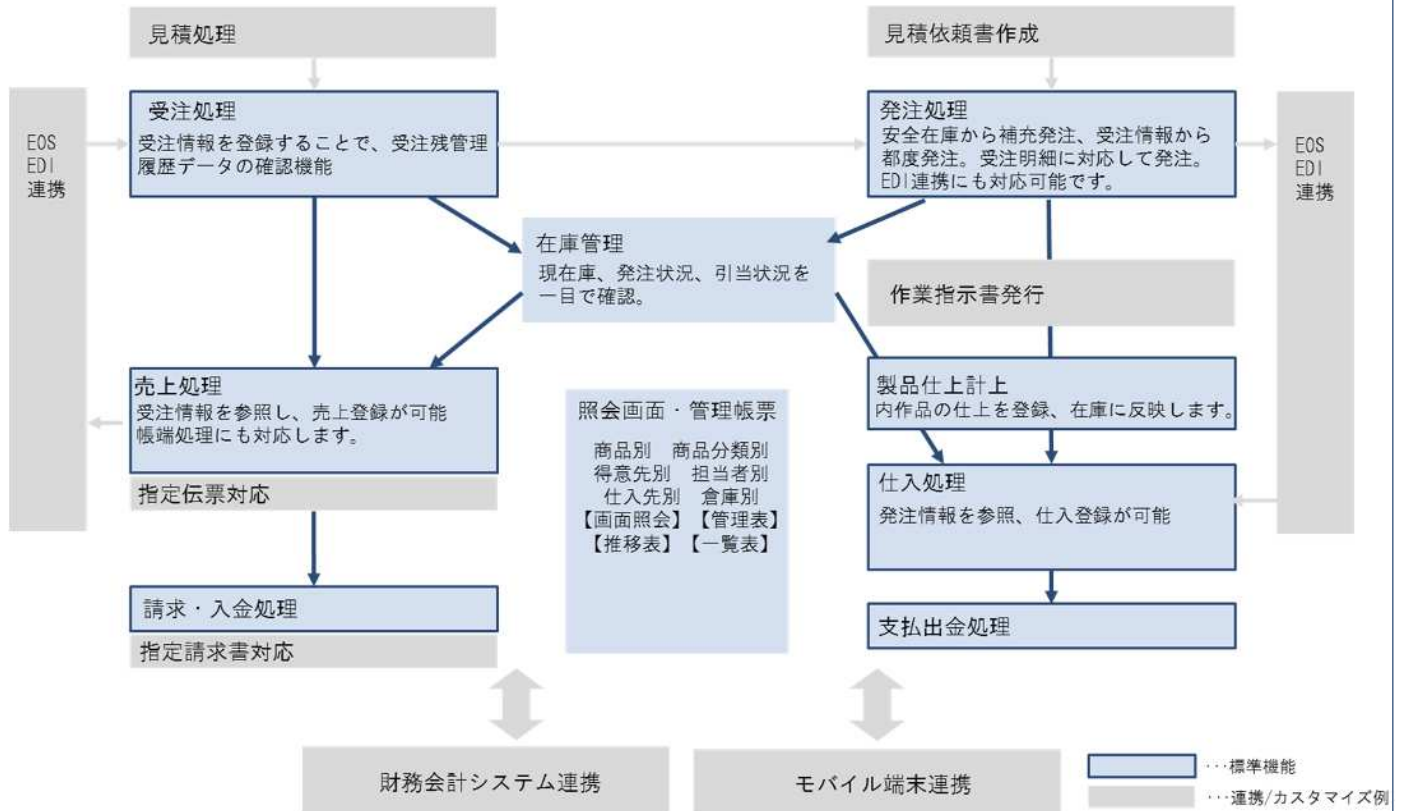 見積処理
見積依頼書作成
EOS
EDI
連携
受注処理
受注情報を登録することで、受注残管理
履歴データの確認機能
発注処理
安全在庫から補充発注、受注情報から
都度発注。受注明細に対応して発注。
EDI連携にも対応可能です。
EOS
EDI
連携
在庫管理
現在庫、発注状況、引当状況を
一目で確認。
作業指示書発行
売上処理
受注情報を参照し、売上登録が可能
帳端処理にも対応します。
指定伝票対応
照会画面・管理帳票
商品別 商品分類別
得意先別 担当者別
仕入先別 倉庫別
【画面照会】【管理表】
【推移表】【一覧表】
製品仕上計上
内作品の仕上を登録、在庫に反映します。
仕入処理
発注情報を参照、仕入登録が可能
請求・入金処理
指定請求書対応
支払出金処理
財務会計システム連携
モバイル端末連携
･･･標準機能
･･･連携/カスタマイズ例